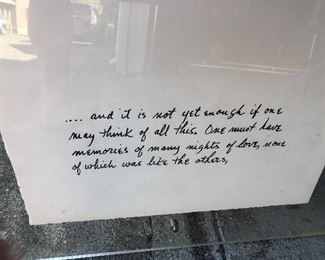 .... and it is not yet enough if one
may think of all this. One must have
memories of many nights of love, none
of which was like the others,